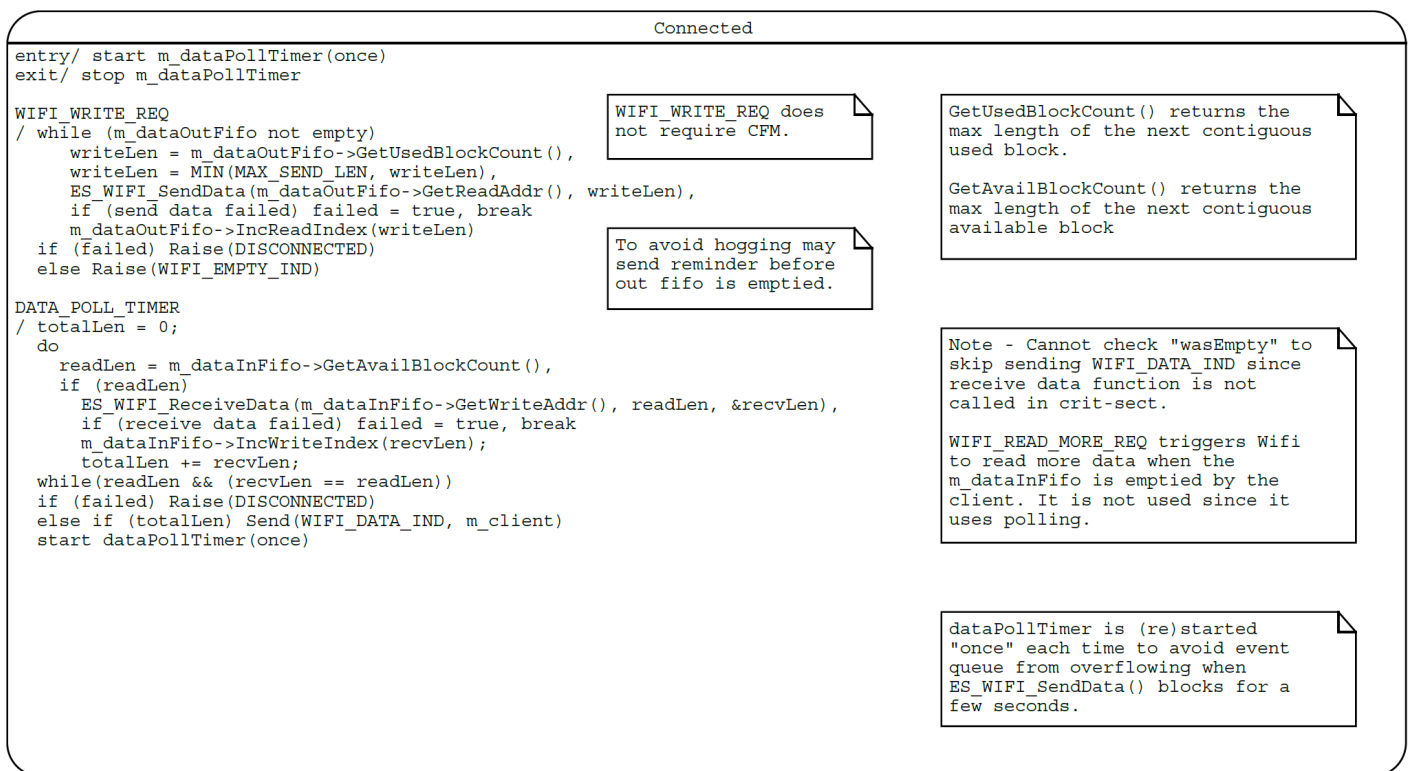 Connected
entry/ start m_dataPollTimer(once)
exit/ stop m_dataPollTimer
WIFI_WRITE_REQ
/ while (m_dataOutFifo not empty)
writeLen = m_dataOutFifo->GetUsedBlockCount(),
writeLen = MIN(MAX_SEND_LEN, writeLen),
ES_WIFI_SendData(m_dataOutFifo->GetReadAddr(), writeLen),
if (send data failed) failed = true, break
m_dataOutFifo->IncReadIndex(writeLen)
if (failed) Raise(DISCONNECTED)
else Raise(WIFI_EMPTY_IND)
DATA_POLL_TIMER
/ totalLen = 0;
do
readLen = m_dataInFifo->GetAvailBlockCount(),
if (readLen)
ES_WIFI_ReceiveData(m_dataInFifo->GetWriteAddr(), readLen, &recvLen),
if (receive data failed) failed = true, break
m_dataInFifo->IncWriteIndex(recvLen);
totalLen += recvLen;
while(readLen && (recvLen == readLen))
if (failed) Raise(DISCONNECTED)
else if (totalLen) Send(WIFI_DATA_IND, m_client)
start dataPollTimer(once)
WIFI_WRITE_REQ does
not require CFM.
To avoid hogging may
send reminder before
out fifo is emptied.
GetUsedBlockCount() returns the
max length of the next contiguous
used block.
GetAvailBlockCount() returns the
max length of the next contiguous
available block
Note - Cannot check "wasEmpty" to
skip sending WIFI_DATA_IND since
receive data function is not
called in crit-sect.
WIFI_READ_MORE_REQ triggers Wifi
to read more data when the
m_dataInFifo is emptied by the
client. It is not used since it
uses polling.
dataPollTimer is (re)started
"once" each time to avoid event
queue from overflowing when
ES_WIFI_SendData() blocks for a
few seconds.